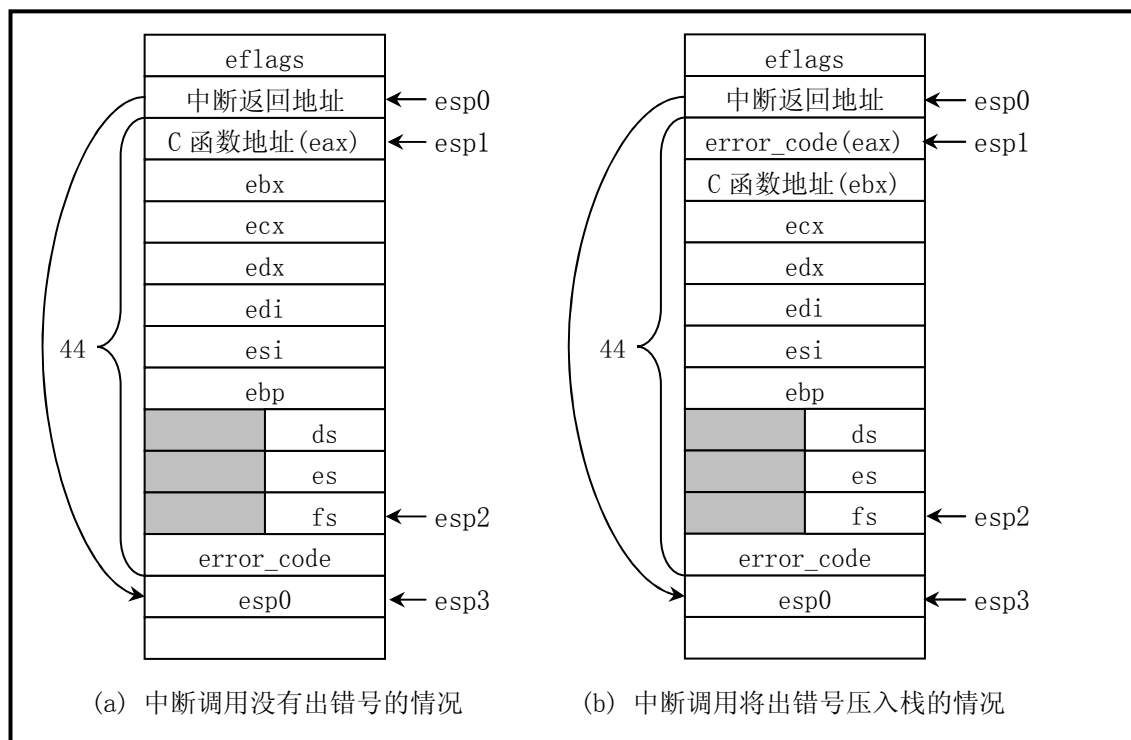 eflags
中断返回地址
esp0
C 函数地址(eax)
esp1
ebx
ecx
edx
edi
esi
44
ebp
ds
es
fs
esp2
error_code
esp0
esp3
(a) 中断调用没有出错号的情况
eflags
中断返回地址
esp0
error_code(eax)
esp1
C 函数地址(ebx)
ecx
edx
edi
esi
44
ebp
ds
es
fs
esp2
error_code
esp0
esp3
(b) 中断调用将出错号压入栈的情况